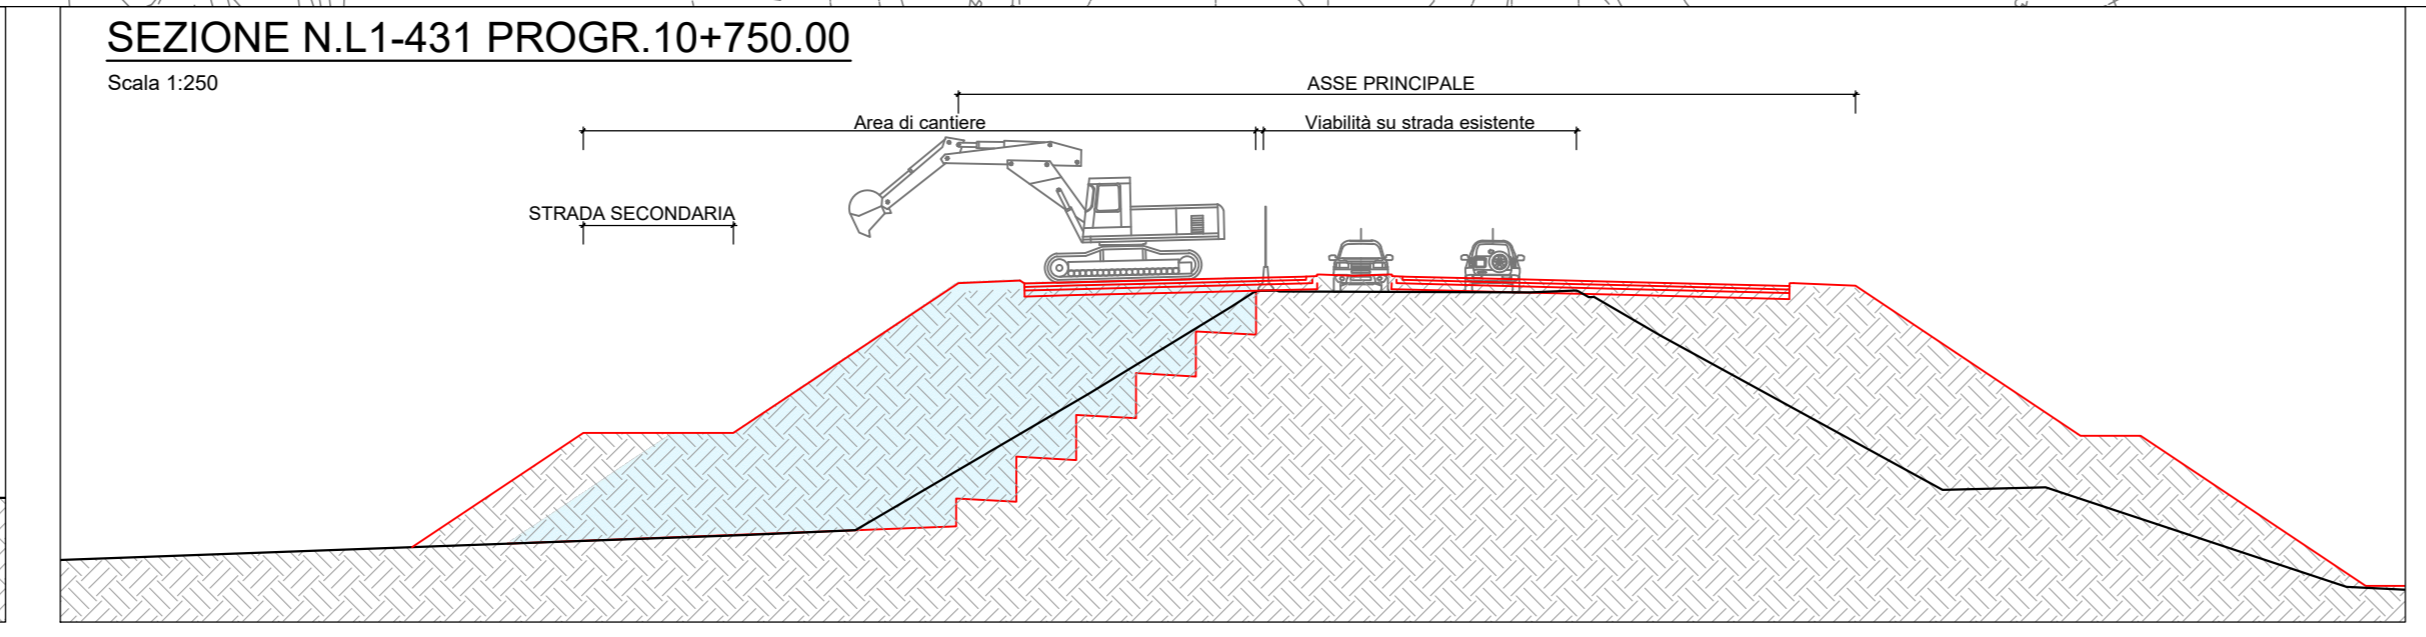 SEZIONE N.L1-431 PROGR.10+750.00
Scala 1:250
ASSE PRINCIPALE
Area di cantiere
Viabilità su strada esistente
STRADA SECONDARIA